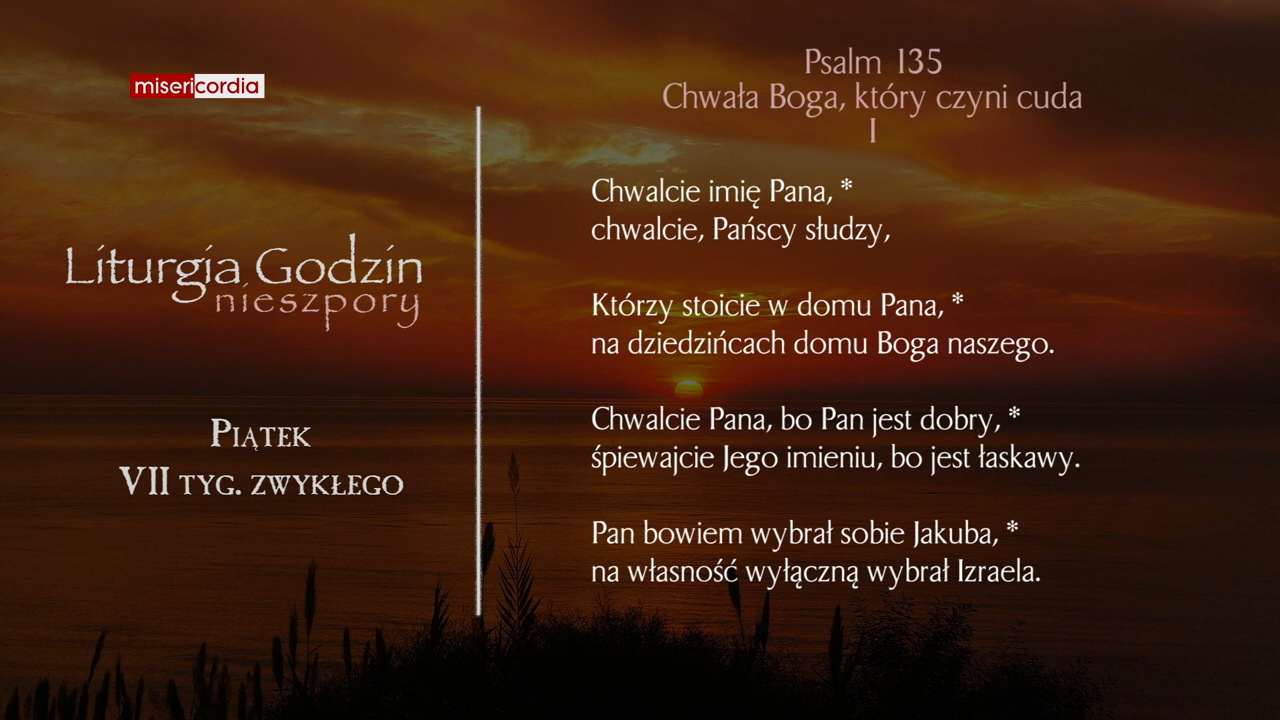 misericordia
Liturgia Godzin
nieszpory
Piątek
VII tyg. zwykłego
Psalm 135
Chwała Boga, który czyni cuda
I
Chwalcie imię Pana, *
chwalcie, Pańscy słudzy,
Którzy stoicie w domu Pana, *
na dziedzińcach domu Boga naszego.
Chwalcie Pana, bo Pan jest dobry, *
śpiewajcie Jego imieniu, bo jest łaskawy.
Pan bowiem wybrał sobie Jakuba, *
na własność wyłączną wybrał Izraela.